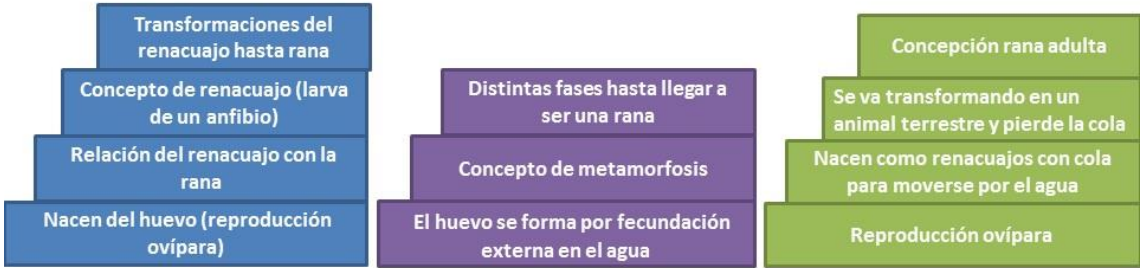 Transformaciones del
renacuajo hasta rana
Concepto de renacuajo (larva
de un anfibio)
Relación del renacuajo con la
rana
Nacen del huevo (reproducción
ovípara)
Distintas fases hasta llegar a
ser una rana
Concepto de metamorfosis
El huevo se forma por fecundación
externa en el agua
Concepción rana adulta
Se va transformando en un
animal terrestre y pierde la cola
Nacen como renacuajos con cola
para moverse por el agua
Reproducción ovípara